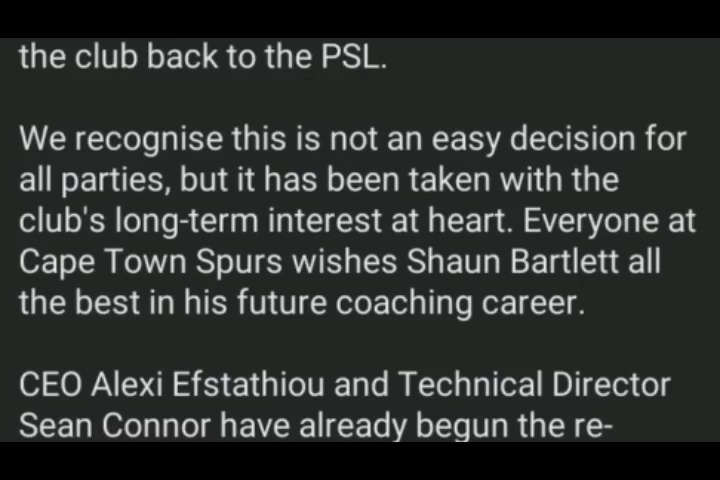 the club back to the PSL.
We recognise this is not an easy decision for
all parties, but it has been taken with the
club's long-term interest at heart. Everyone at
Cape Town Spurs wishes Shaun Bartlett all
the best in his future coaching career.
CEO Alexi Efstathiou and Technical Director
Sean Connor have already begun the re-